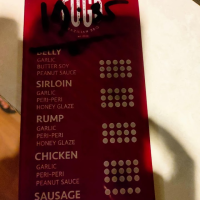 BELLY
GARLIC
BUTTER SOY
PEANUT SAUCE
SIRLOIN
GARLIC
PERI-PERI
HONEY GLAZE
RUMP
GARLIC
PERI-PERI
HONEY GLAZE
CHICKEN
GARLIC
PERI-PERI
PEANUT SAUCE
SAUSAGE